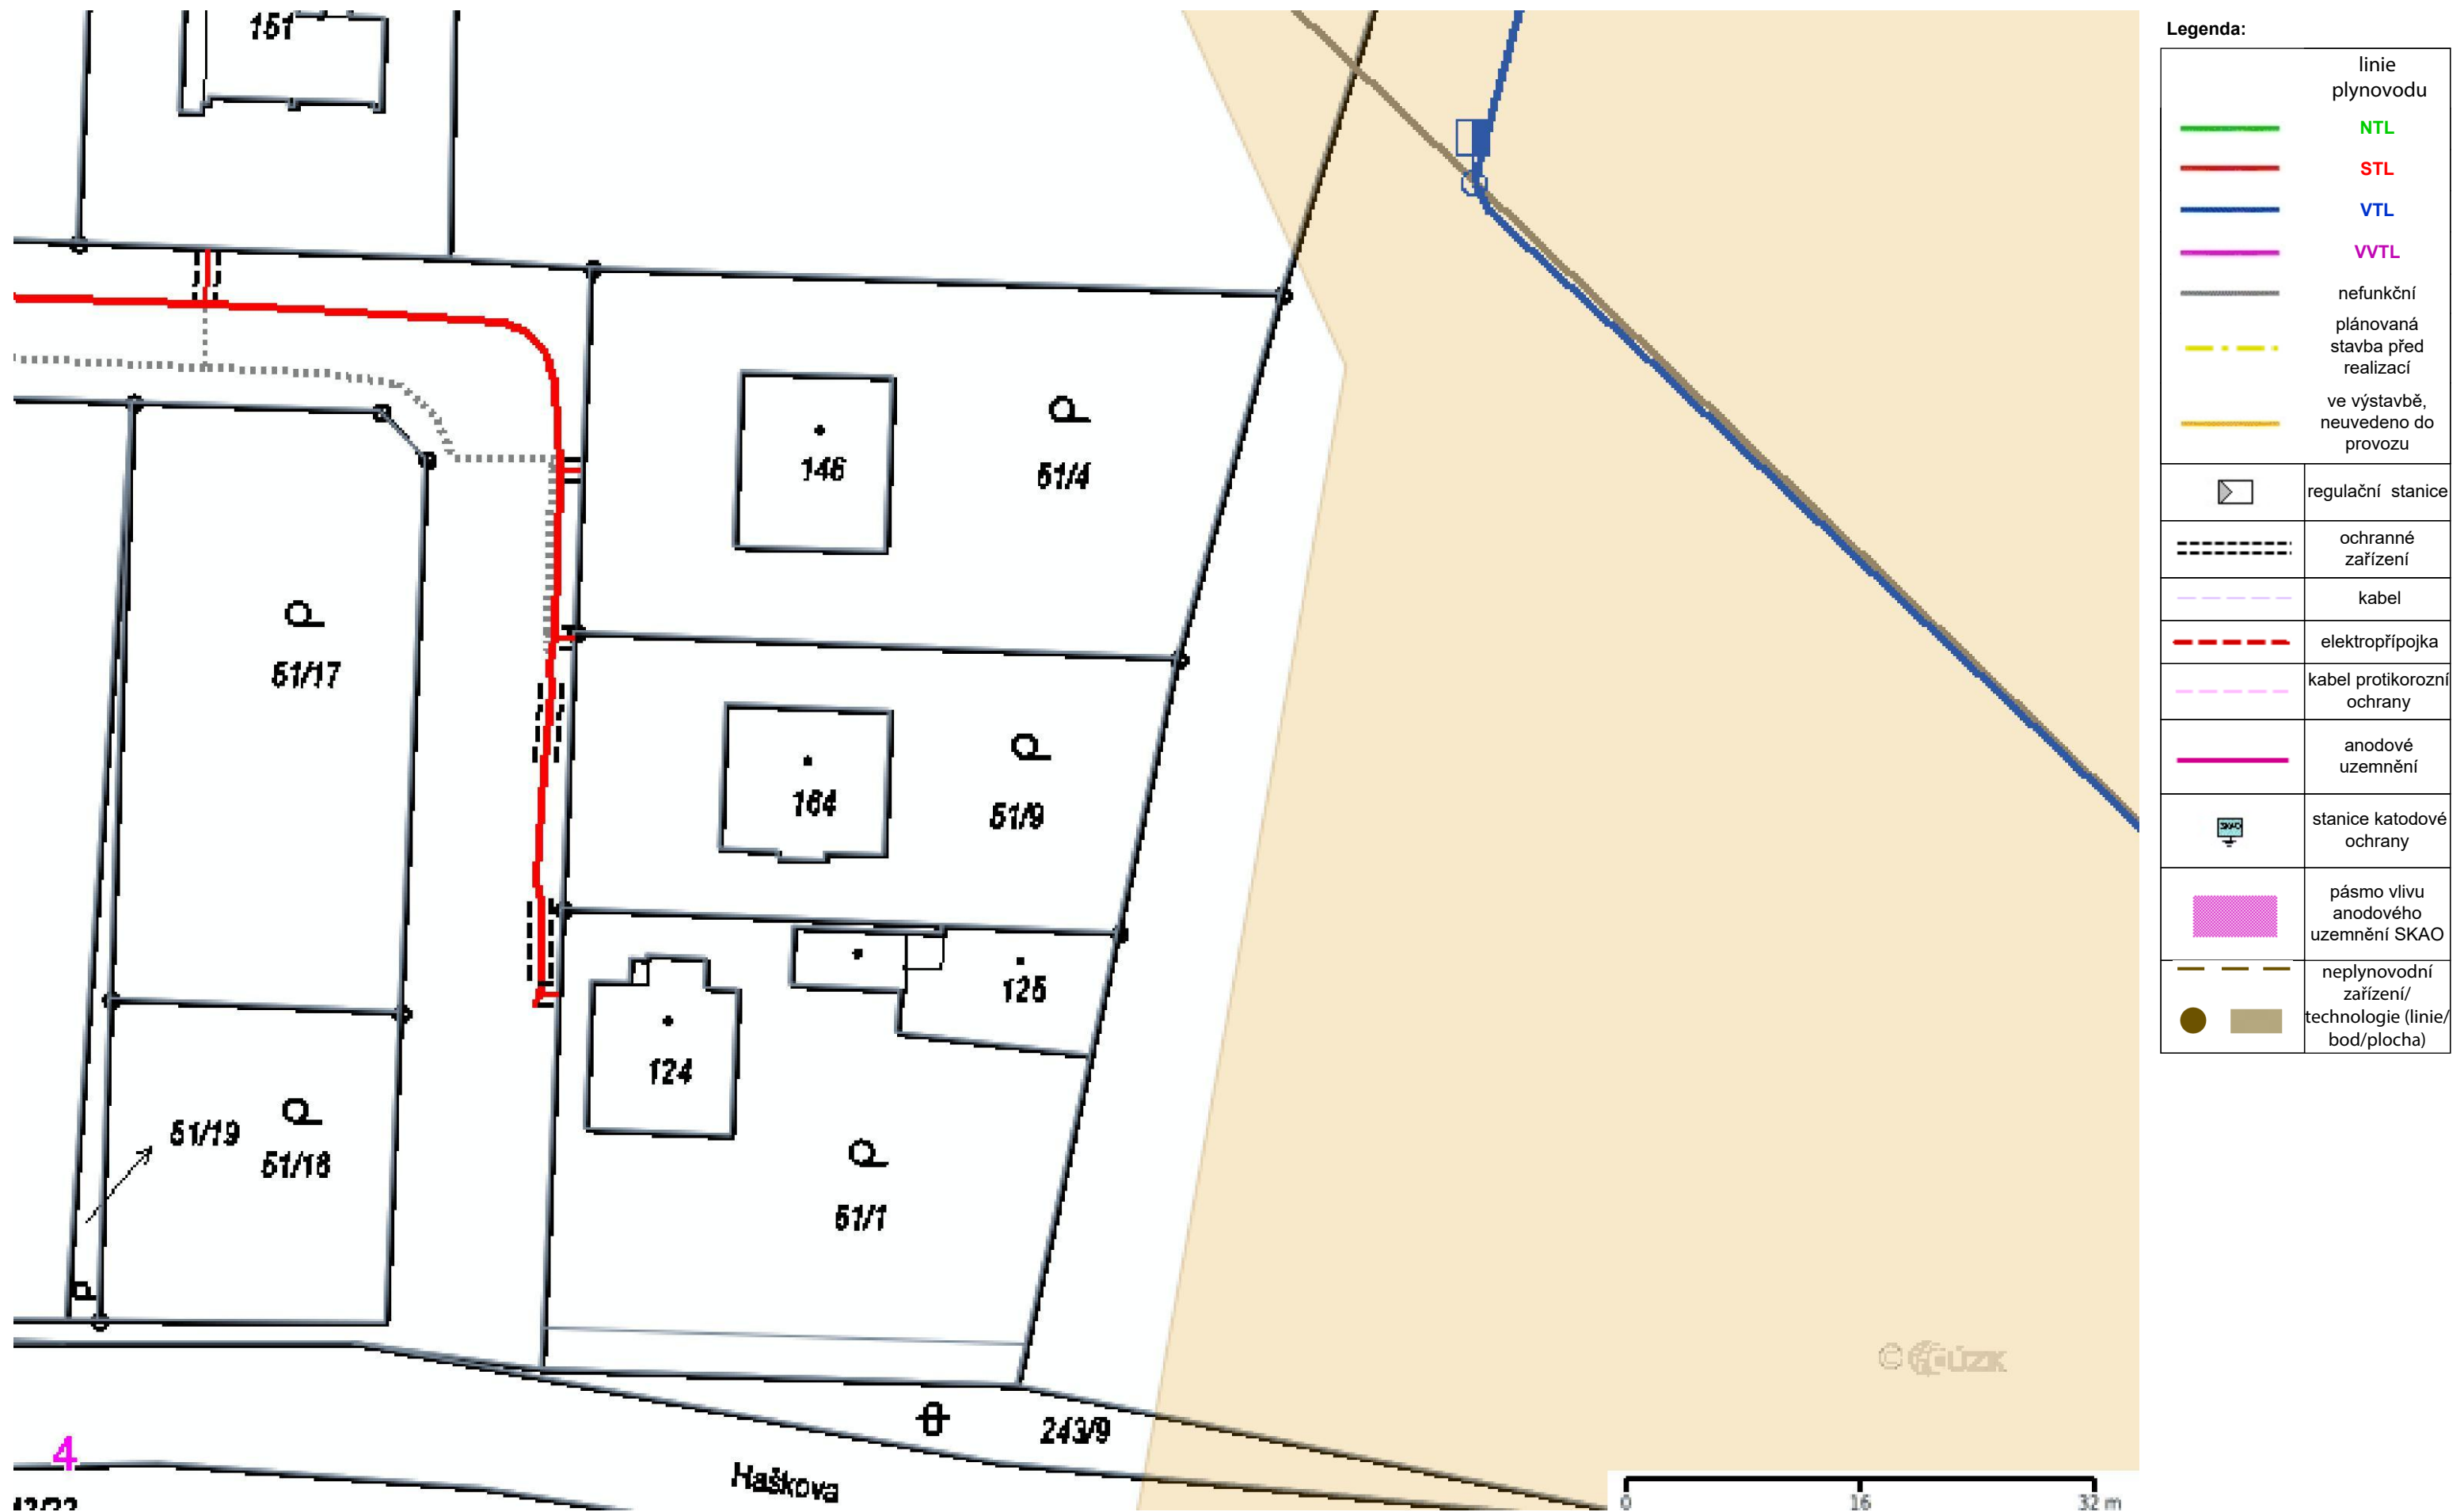 151
146
51/4
51/17
164
51/9
125
124
51/19
51/18
51/1
243/9
4
Haškova
ČÚZK
0 16 32 m
Legenda:
linie
plynovodu
NTL
STL
VTL
VVTL
nefunkční
plánovaná
stavba před
realizací
ve výstavbě,
neuvedeno do
provozu
regulační stanice
ochranné
zařízení
kabel
elektropřípojka
kabel protikorozní
ochrany
anodové
uzemnění
SKAO
stanice katodové
ochrany
pásmo vlivu
anodového
uzemnění SKAO
neplynovodní
zařízení/
technologie (linie/
bod/plocha)